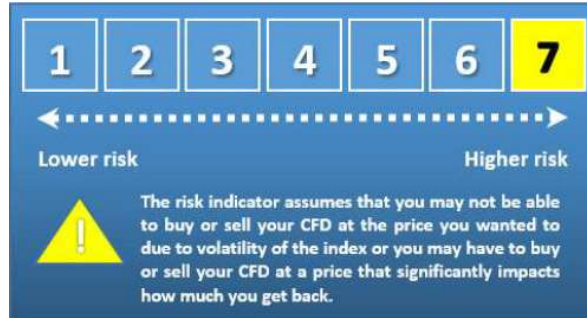 1 2 3 4 5 6 7
Lower risk Higher risk
!
The risk indicator assumes that you may not be able
to buy or sell your CFD at the price you wanted to
due to volatility of the index or you may have to buy
or sell your CFD at a price that significantly impacts
how much you get back.